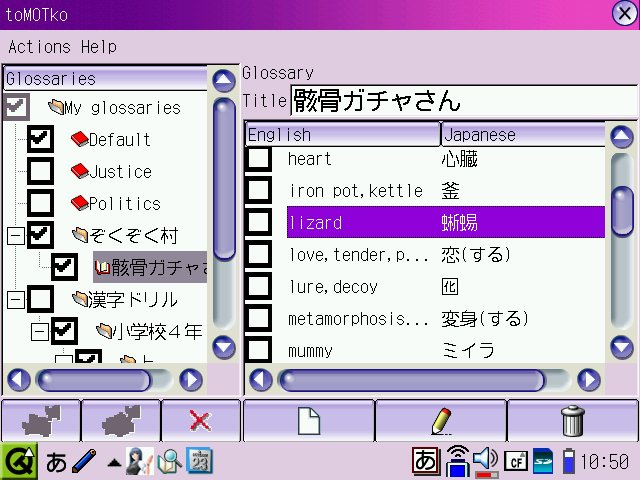 toMOTko
Actions Help
Glossaries
My glossaries
Default
Justice
Politics
ぞくぞく村
骸骨ガチャさ
漢字ドリル
小学校4年
上
Glossary
Title 骸骨ガチャさん
English Japanese
heart 心臓
iron pot,kettle 釜
lizard 蜥蜴
love,tender,p... 恋(する)
lure,decoy 囮
metamorphosis... 変身(する)
mummy ミイラ
あ
23
あ
CF
10:50